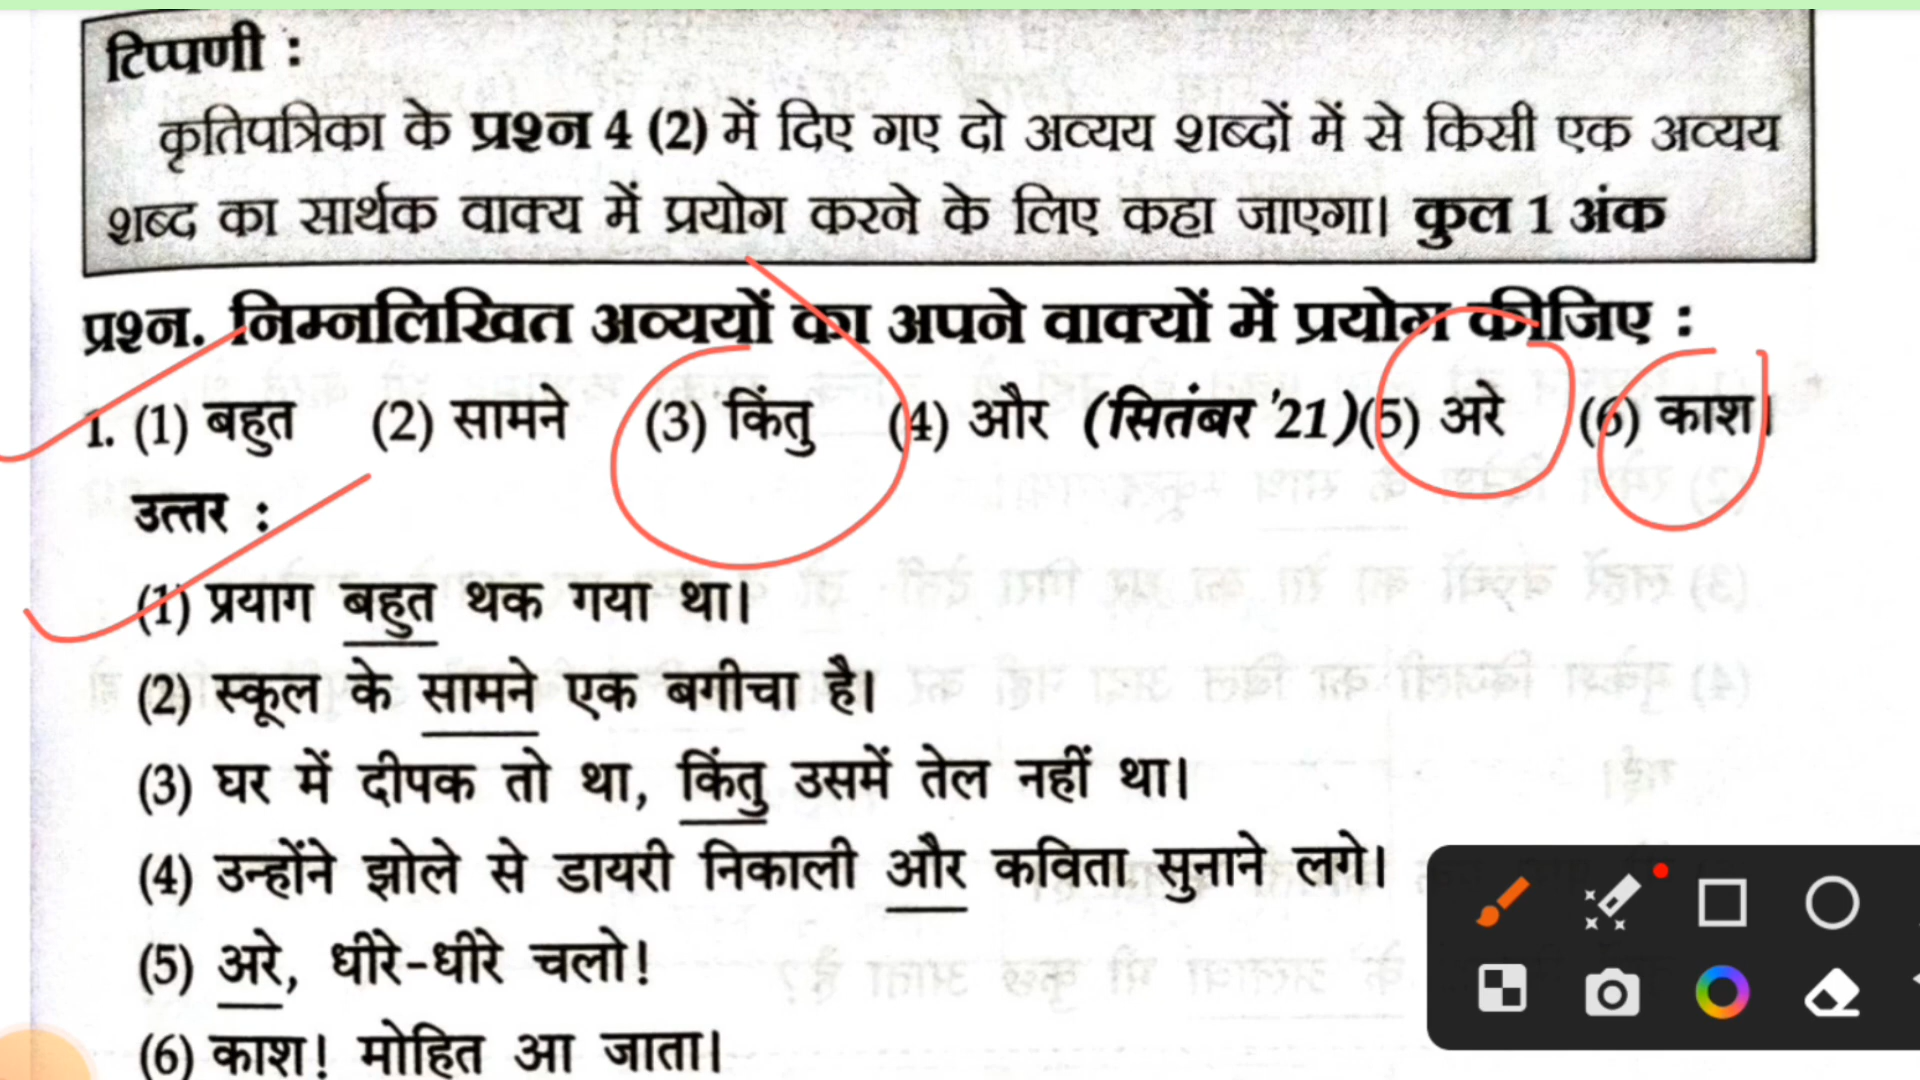 टिप्पणी :
कृतिपत्रिका के प्रश्न 4 (2) में दिए गए दो अव्यय शब्दों में से किसी एक अव्यय
शब्द का सार्थक वाक्य में प्रयोग करने के लिए कहा जाएगा। कुल 1 अंक
प्रश्न. निम्नलिखित अव्ययों का अपने वाक्यों में प्रयोग कीजिए :
1. (1) बहुत (2) सामने (3) किंतु (4) और (सितंबर '21)(5) अरे (6) काश।
उत्तर :
(1) प्रयाग बहुत थक गया था।
(2) स्कूल के सामने एक बगीचा है।
(3) घर में दीपक तो था, किंतु उसमें तेल नहीं था।
(4) उन्होंने झोले से डायरी निकाली और कविता सुनाने लगे।
(5) अरे, धीरे-धीरे चलो!
(6) काश! मोहित आ जाता।